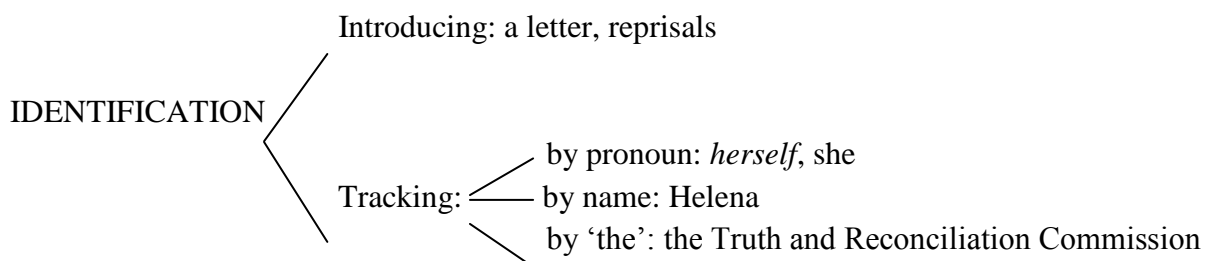 Introducing: a letter, reprisals
IDENTIFICATION
by pronoun: herself, she
Tracking:
by name: Helena
by ‘the’: the Truth and Reconciliation Commission